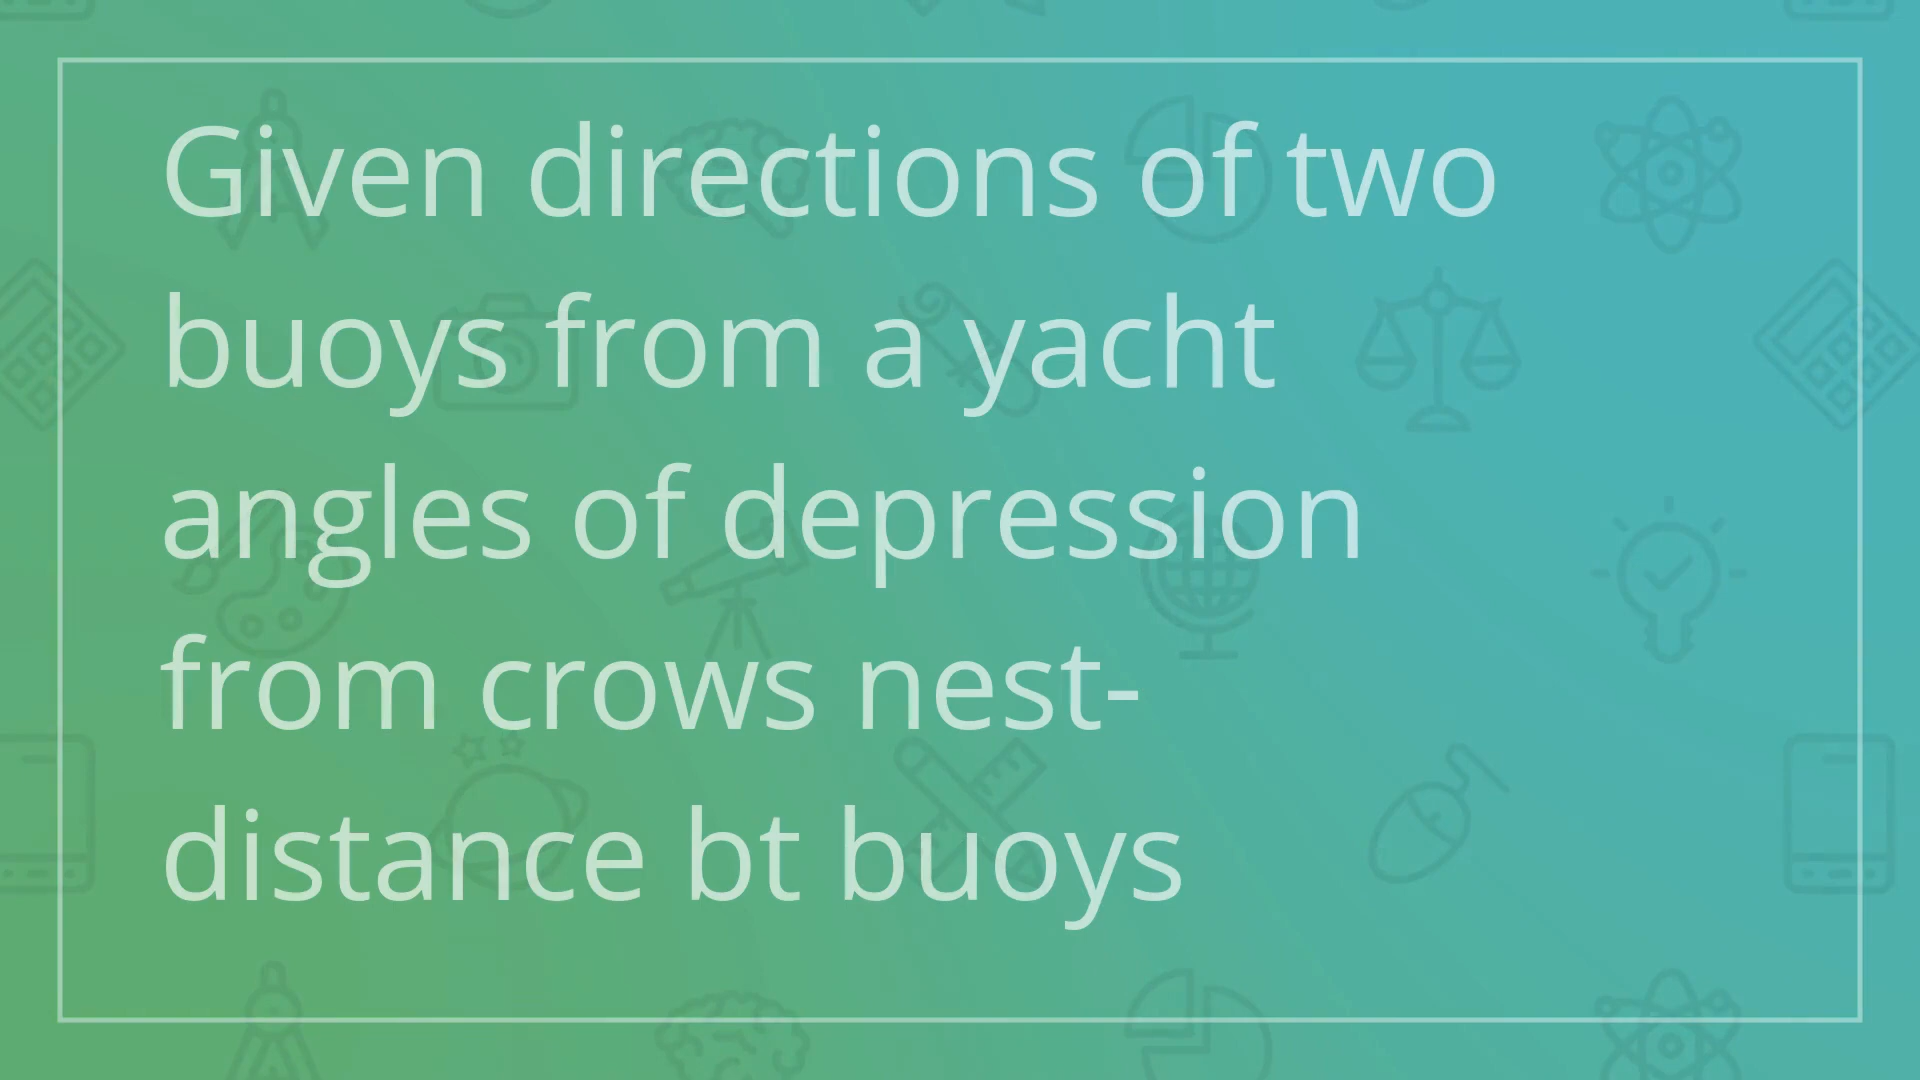 Given directions of two
buoys from a yacht
angles of depression
from crows nest-
distance bt buoys